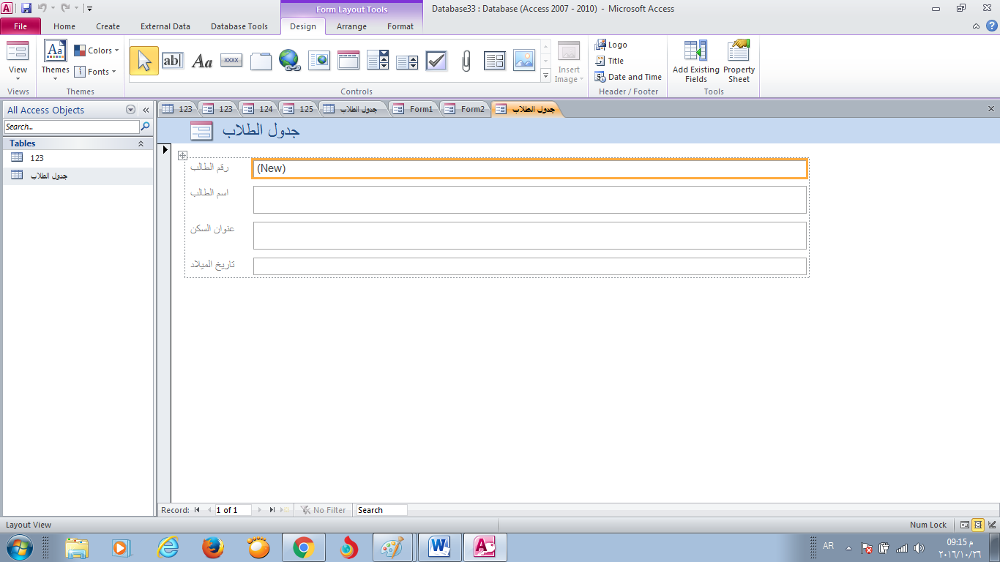 Form Layout Tools
Database33 : Database (Access 2007 - 2010) - Microsoft Access
File Home Create External Data Database Tools Design Arrange Format
View
Views
Aa
Themes
Colors
Fonts
Themes
ab|
Aa
XXXX
Controls
Insert Image
Logo
Title
Date and Time
Header / Footer
Add Existing Fields
Property Sheet
Tools
All Access Objects
Search...
Tables
123
جدول الطلاب
123 123 124 125 جدول الطلاب Form1 Form2 جدول الطلاب
جدول الطلاب
رقم الطالب (New)
اسم الطالب
عنوان السكن
تاريخ الميلاد
Record: 1 of 1 No Filter Search
Layout View Num Lock
AR
09:15 م
٢٠١٦/١٠/٢٦